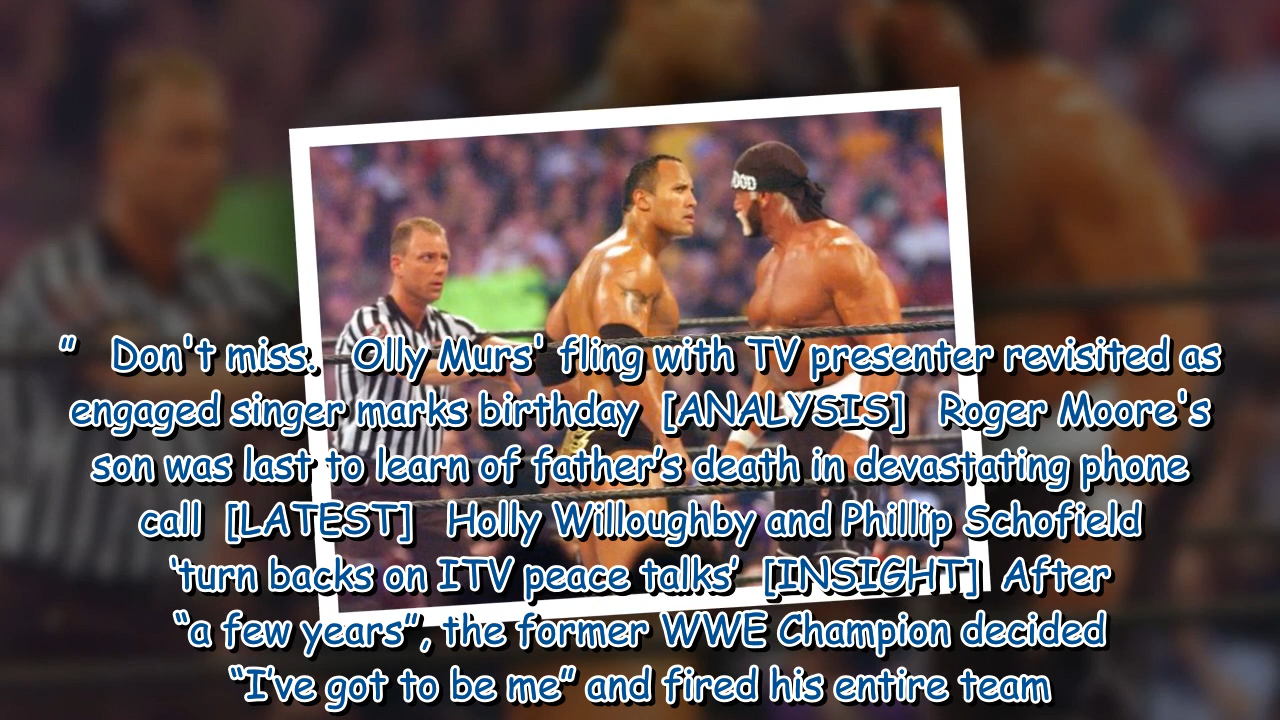 OOD
”   Don't miss.   Olly Murs' fling with TV presenter revisited as
engaged singer marks birthday  [ANALYSIS]   Roger Moore's
son was last to learn of father’s death in devastating phone
call  [LATEST]   Holly Willoughby and Phillip Schofield
‘turn backs on ITV peace talks’  [INSIGHT]  After
“a few years”, the former WWE Champion decided
“I’ve got to be me” and fired his entire team